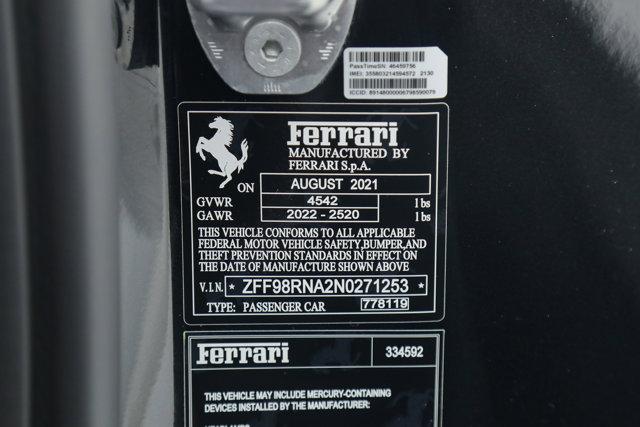 PassTimeSN: 46459756
IMEI: 355803214594572 2130
ICCID: 89148000006798590079
Ferrari
MANUFACTURED BY
FERRARI S.p.A.
ON AUGUST 2021
GVWR 4542 lbs
GAWR 2022 - 2520 lbs
THIS VEHICLE CONFORMS TO ALL APPLICABLE
FEDERAL MOTOR VEHICLE SAFETY, BUMPER, AND
THEFT PREVENTION STANDARDS IN EFFECT ON
THE DATE OF MANUFACTURE SHOWN ABOVE
V.I.N. * ZFF98RNA2N0271253 *
TYPE: PASSENGER CAR 778119
Ferrari 334592
THIS VEHICLE MAY INCLUDE MERCURY-CONTAINING
DEVICES INSTALLED BY THE MANUFACTURER: